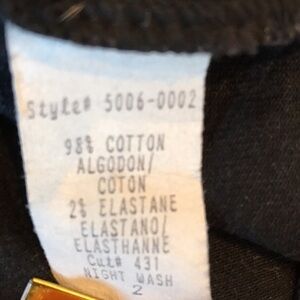 Style# 5006-0002
98% COTTON
ALGODON/
COTON
2% ELASTANE
ELASTANO/
ELASTHANNE
Cut# 431
NIGHT WASH
2